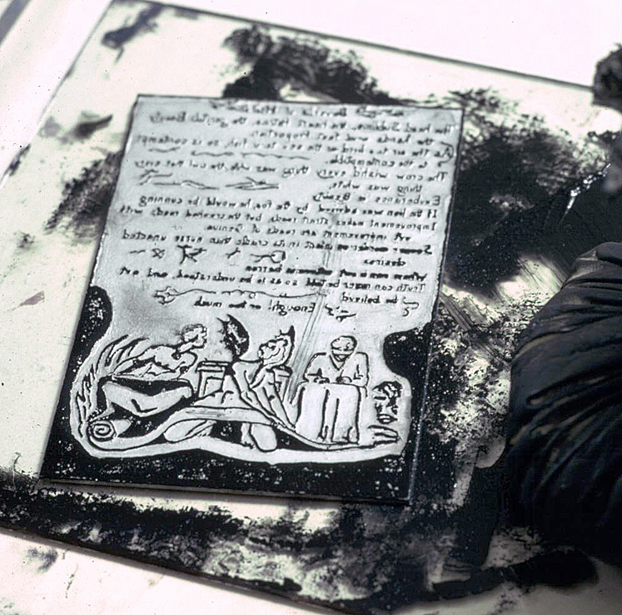 Proverbs of Hell
The head Sublime, the heart Pathos, the genitals Beauty
the hands & feet Proportion.
As the air to a bird or the sea to a fish, so is contempt
to the contemptible.
The crow wish'd every thing was black, the owl, that every
thing was white.
Exuberance is Beauty.
If the lion was advised by the fox, he would be cunning
Improvement makes strait roads, but the crooked roads with
out Improvement are roads of Genius.
Sooner murder an infant in its cradle than nurse unacted
desires
Where man is not nature is barren
Truth can never be told so as to be understood, and not
be believ'd.
Enough! or Too much